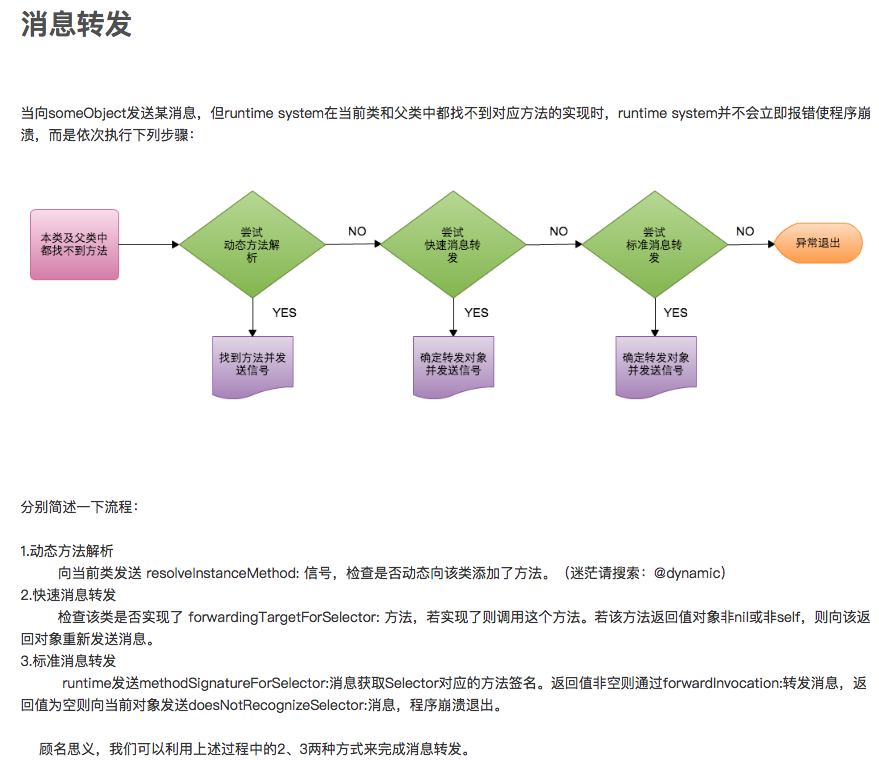 消息转发
当向someObject发送某消息，但runtime system在当前类和父类中都找不到对应方法的实现时，runtime system并不会立即报错使程序崩
溃，而是依次执行下列步骤：
本类及父类中
都找不到方法
尝试
动态方法解
析
NO
尝试
快速消息转
发
NO
尝试
标准消息转
发
NO
异常退出
YES
YES
YES
找到方法并发
送信号
确定转发对象
并发送信号
确定转发对象
并发送信号
分别简述一下流程：
1.动态方法解析
向当前类发送 resolveInstanceMethod: 信号，检查是否动态向该类添加了方法。（迷茫请搜索：@dynamic）
2.快速消息转发
检查该类是否实现了 forwardingTargetForSelector: 方法，若实现了则调用这个方法。若该方法返回值对象非nil或非self，则向该返
回对象重新发送消息。
3.标准消息转发
runtime发送methodSignatureForSelector:消息获取Selector对应的方法签名。返回值非空则通过forwardInvocation:转发消息，返
回值为空则向当前对象发送doesNotRecognizeSelector:消息，程序崩溃退出。
顾名思义，我们可以利用上述过程中的2、3两种方式来完成消息转发。